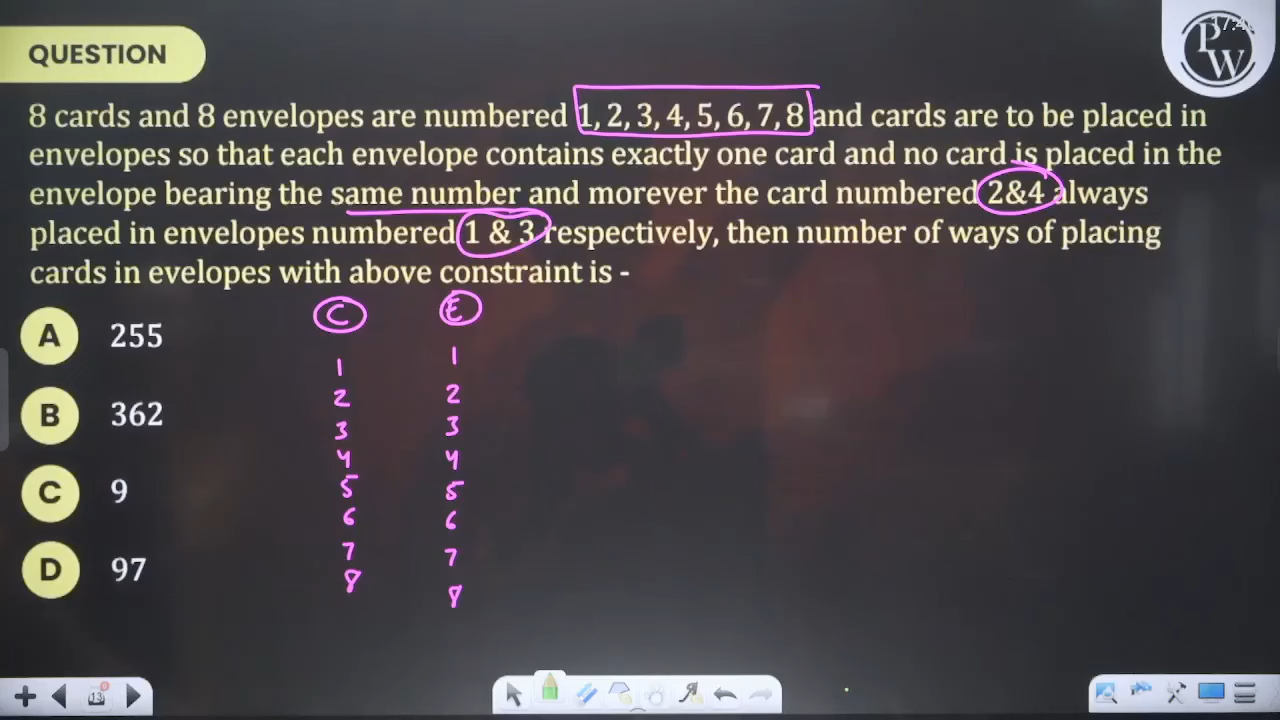 17:4
PW
QUESTION
8 cards and 8 envelopes are numbered 1, 2, 3, 4, 5, 6, 7, 8 and cards are to be placed in
envelopes so that each envelope contains exactly one card and no card is placed in the
envelope bearing the same number and morever the card numbered 2&4 always
placed in envelopes numbered 1 & 3 respectively, then number of ways of placing
cards in evelopes with above constraint is -
A 255
B 362
C 9
D 97
C E
1 1
2 2
3 3
4 4
5 5
6 6
7 7
8 8
13